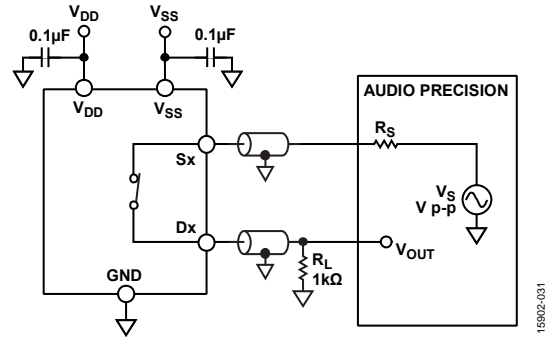 VDD
VSS
0.1µF
0.1µF
VDD
VSS
AUDIO PRECISION
RS
Sx
VS
V p-p
Dx
VOUT
RL
1kΩ
GND
15902-031